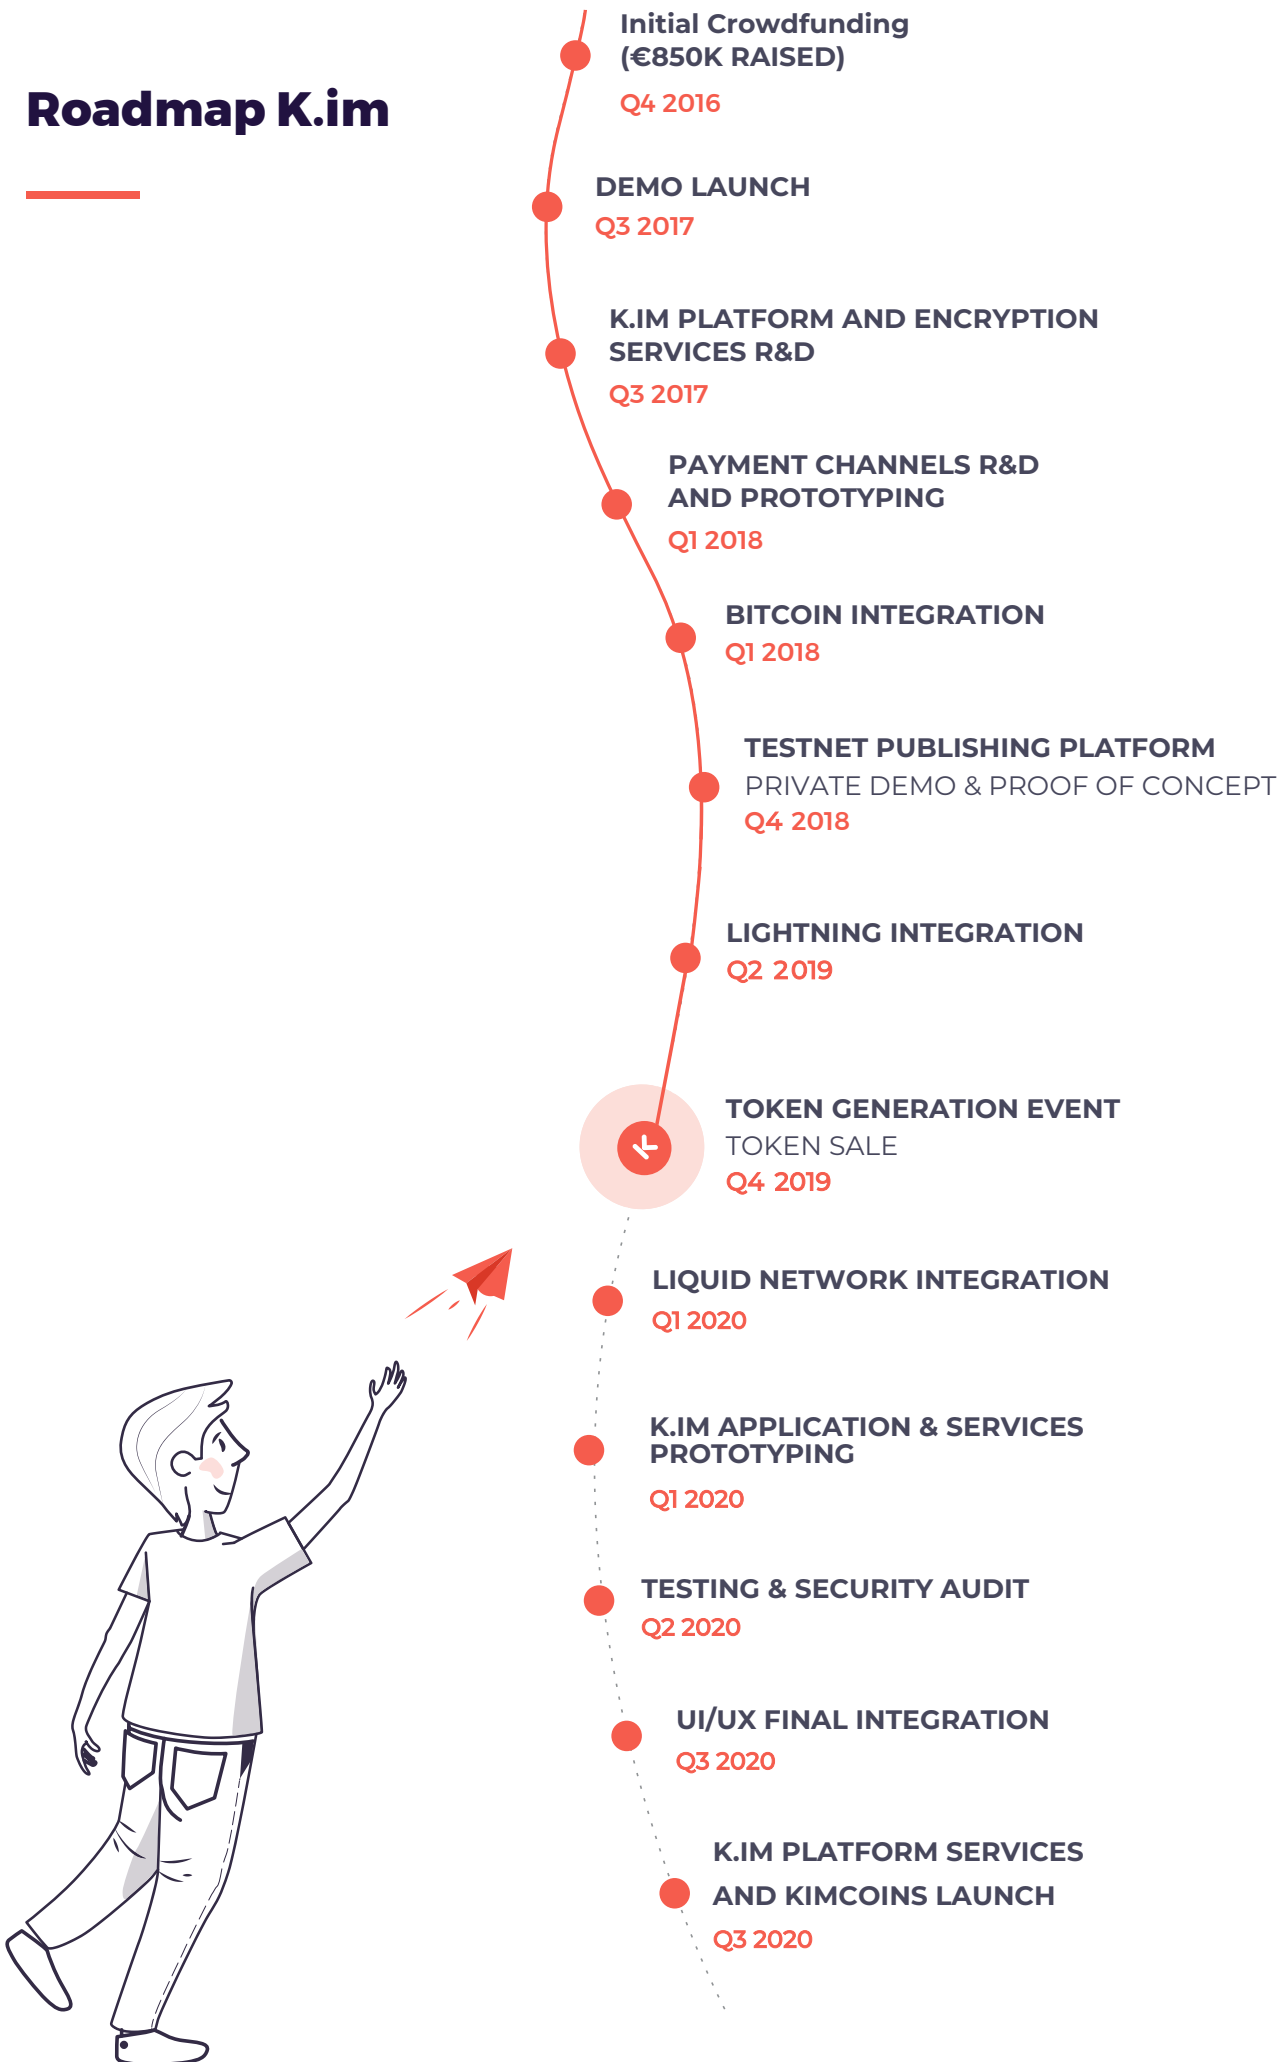 Roadmap K.im
Initial Crowdfunding
(€850K RAISED)
Q4 2016
DEMO LAUNCH
Q3 2017
K.IM PLATFORM AND ENCRYPTION
SERVICES R&D
Q3 2017
PAYMENT CHANNELS R&D
AND PROTOTYPING
Q1 2018
BITCOIN INTEGRATION
Q1 2018
TESTNET PUBLISHING PLATFORM
PRIVATE DEMO & PROOF OF CONCEPT
Q4 2018
LIGHTNING INTEGRATION
Q2 2019
TOKEN GENERATION EVENT
TOKEN SALE
Q4 2019
LIQUID NETWORK INTEGRATION
Q1 2020
K.IM APPLICATION & SERVICES
PROTOTYPING
Q1 2020
TESTING & SECURITY AUDIT
Q2 2020
UI/UX FINAL INTEGRATION
Q3 2020
K.IM PLATFORM SERVICES
AND KIMCOINS LAUNCH
Q3 2020